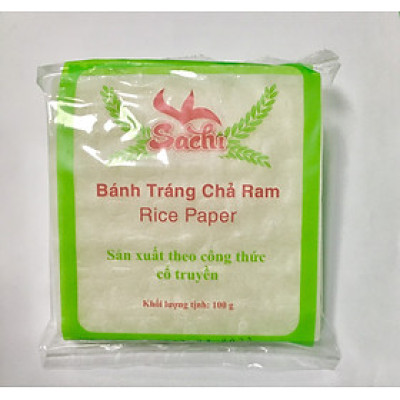 Sachi
Bánh Tráng Chả Ram
Rice Paper
Sản xuất theo công thức
cổ truyền
Khối lượng tịnh: 100 g